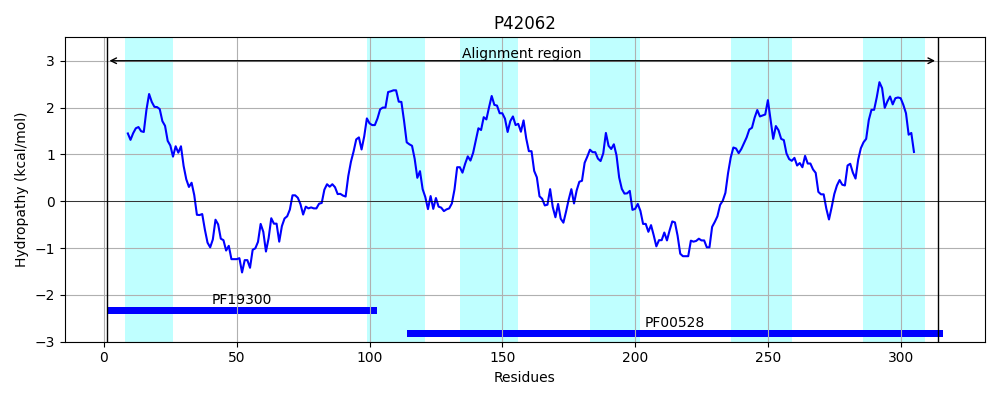 P42062
Alignment region
Hydropathy (kcal/mol)
3
2
1
0
−1
−2
−3
PF19300
PF00528
0 50 100 150 200 250 300
Residues